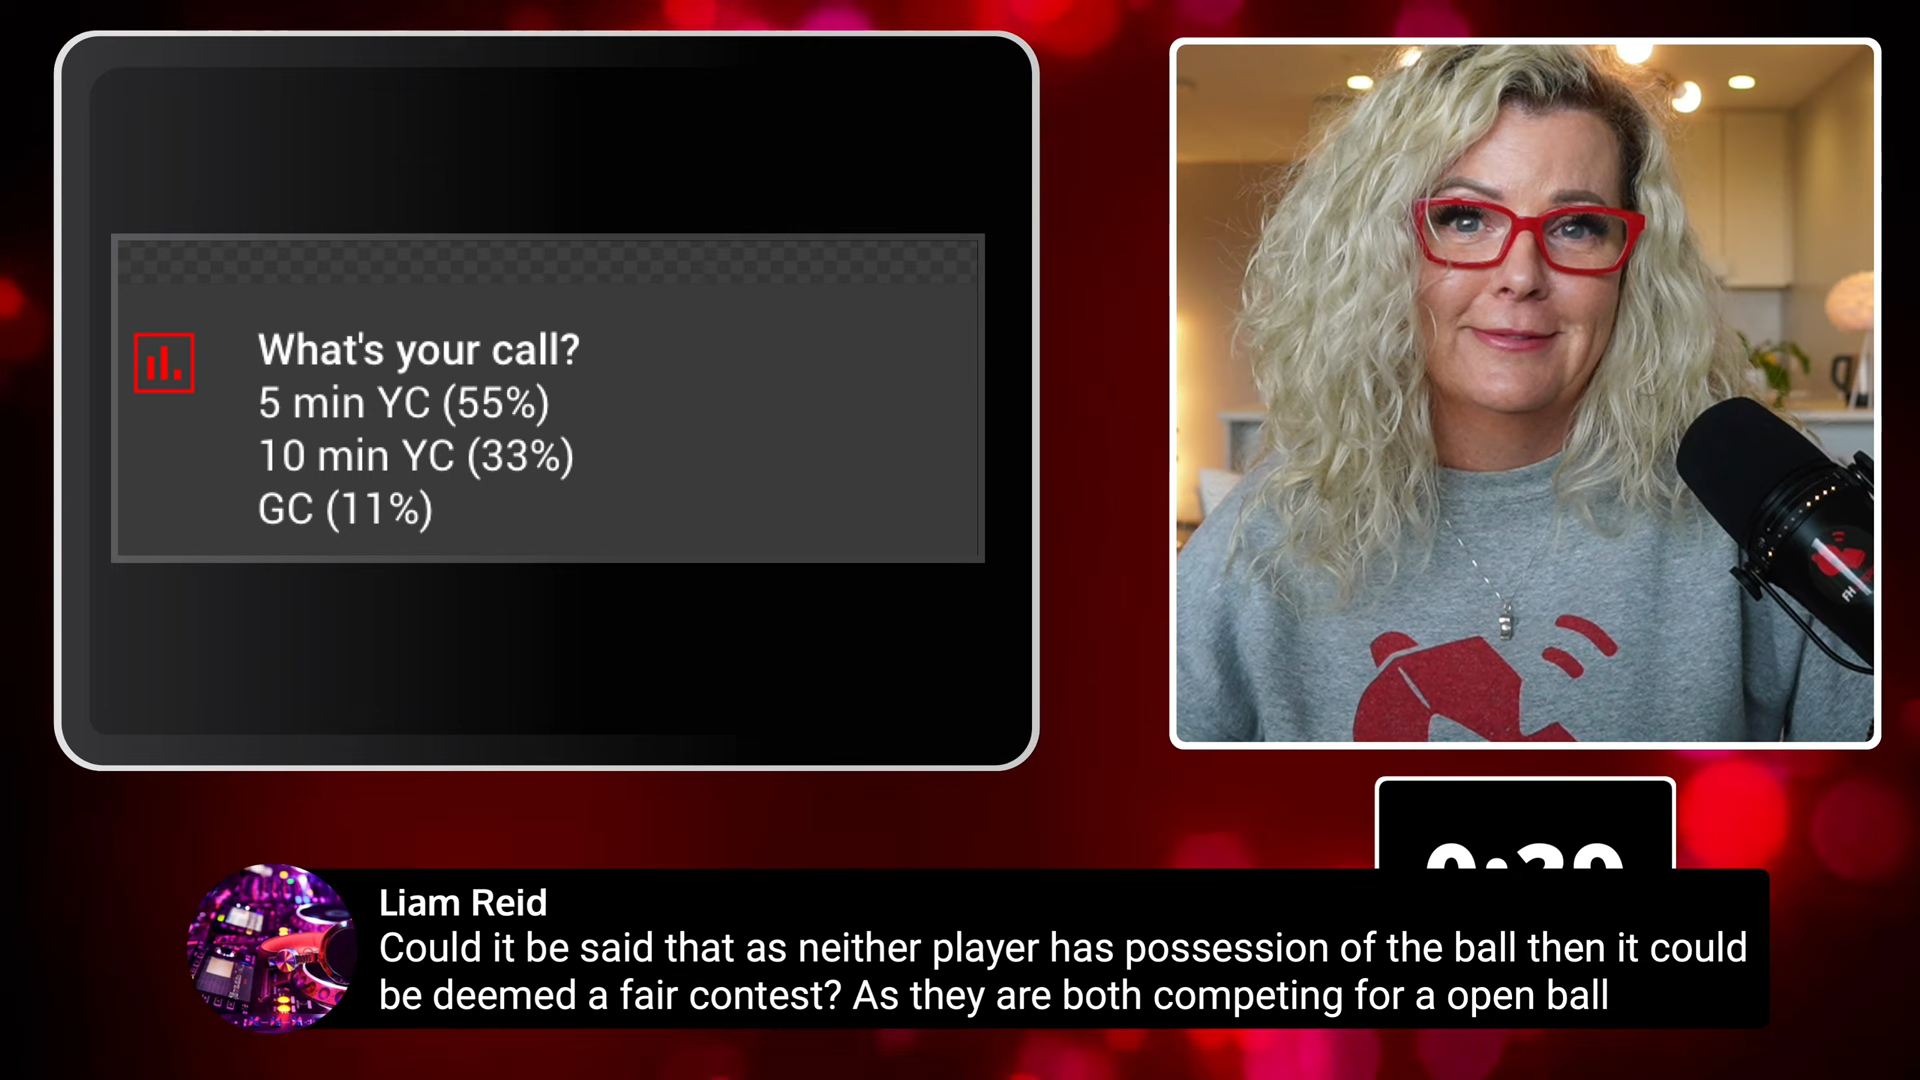 What's your call?
5 min YC (55%)
10 min YC (33%)
GC (11%)
FH
Liam Reid
Could it be said that as neither player has possession of the ball then it could
be deemed a fair contest? As they are both competing for a open ball